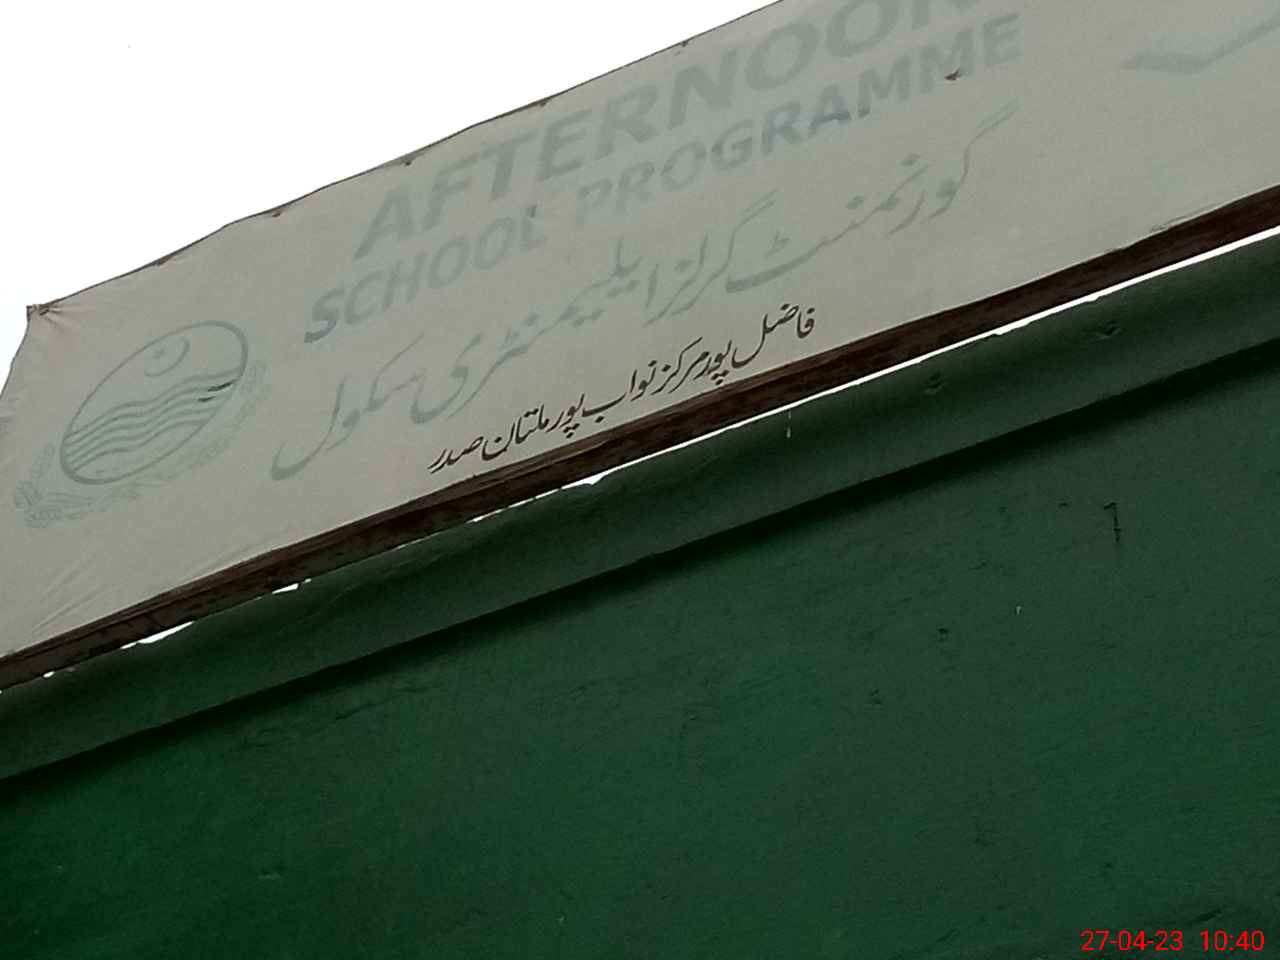 AFTERNOON
SCHOOL PROGRAMME
گورنمنٹ گرلز ایلیمنٹری سکول
فاضل پور مرکز نواب پور ملتان صدر
27-04-23 10:40